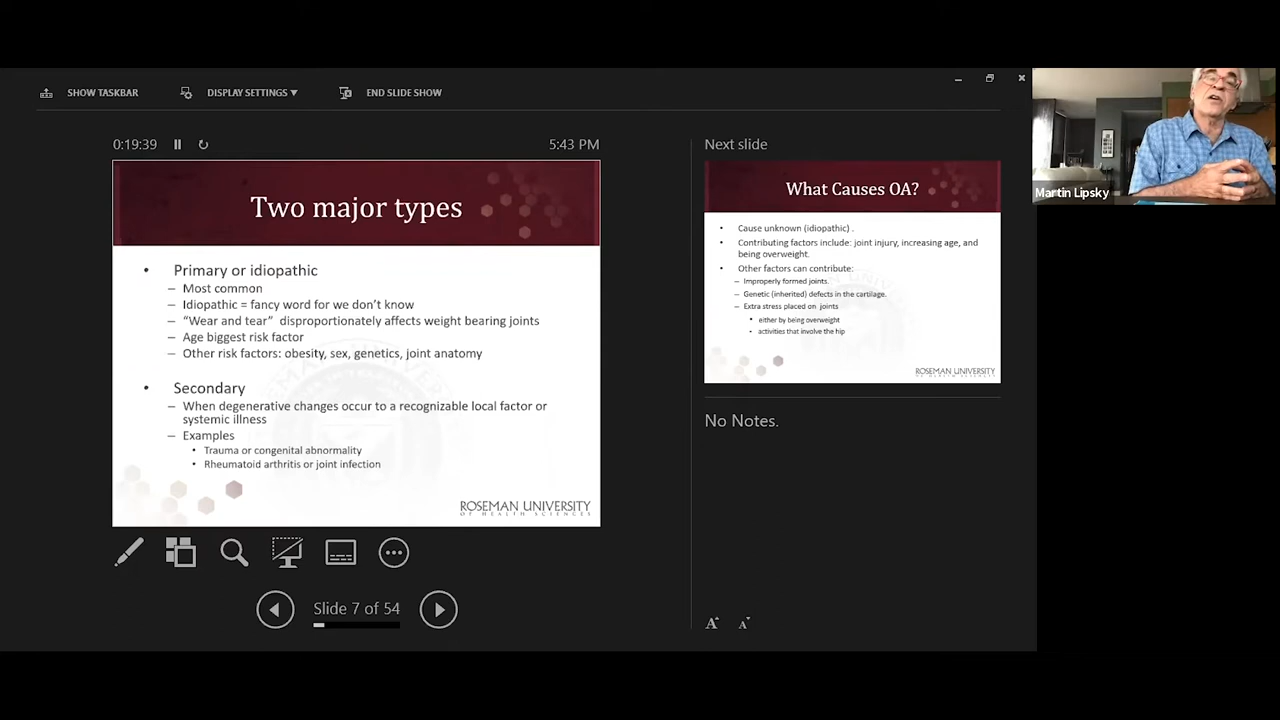 SHOW TASKBAR
DISPLAY SETTINGS ▼
END SLIDE SHOW
0:19:39
5:43 PM
Two major types
• Primary or idiopathic
– Most common
– Idiopathic = fancy word for we don't know
– "Wear and tear" disproportionately affects weight bearing joints
– Age biggest risk factor
– Other risk factors: obesity, sex, genetics, joint anatomy
• Secondary
– When degenerative changes occur to a recognizable local factor or
systemic illness
– Examples
• Trauma or congenital abnormality
• Rheumatoid arthritis or joint infection
ROSEMAN UNIVERSITY
OF HEALTH SCIENCES
Slide 7 of 54
Next slide
What Causes OA?
• Cause unknown (idiopathic) .
• Contributing factors include: joint injury, increasing age, and
being overweight.
• Other factors can contribute:
– Improperly formed joints.
– Genetic (inherited) defects in the cartilage.
– Extra stress placed on joints
• either by being overweight
• activities that involve the hip
ROSEMAN UNIVERSITY
OF HEALTH SCIENCES
No Notes.
A A
Martin Lipsky